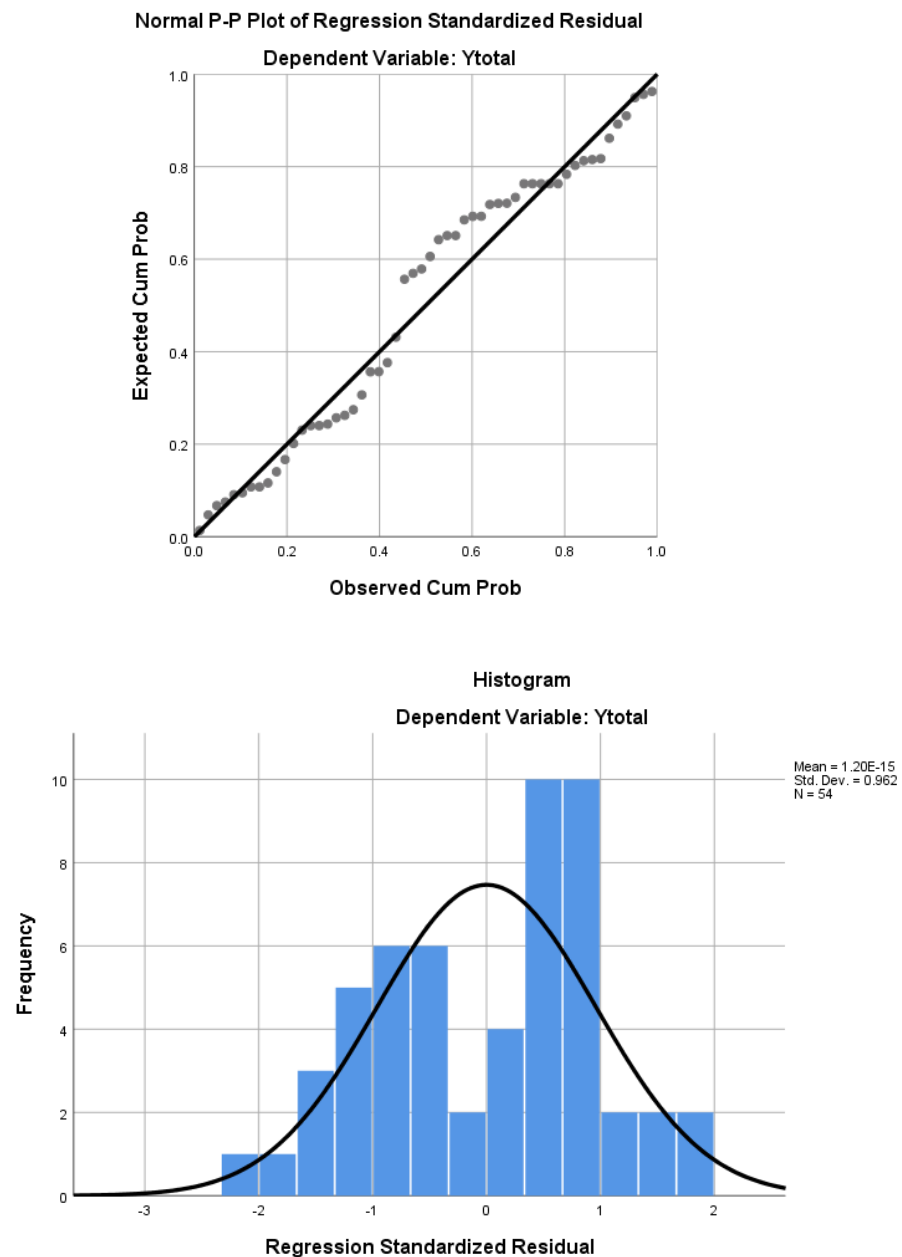 Normal P-P Plot of Regression Standardized Residual
Dependent Variable: Ytotal
1.0
0.8
0.6
0.4
0.2
0.0
Expected Cum Prob
0.0 0.2 0.4 0.6 0.8 1.0
Observed Cum Prob
Histogram
Dependent Variable: Ytotal
Mean = 1.20E-15
Std. Dev. = 0.962
N = 54
10
8
6
4
2
0
Frequency
-3 -2 -1 0 1 2
Regression Standardized Residual